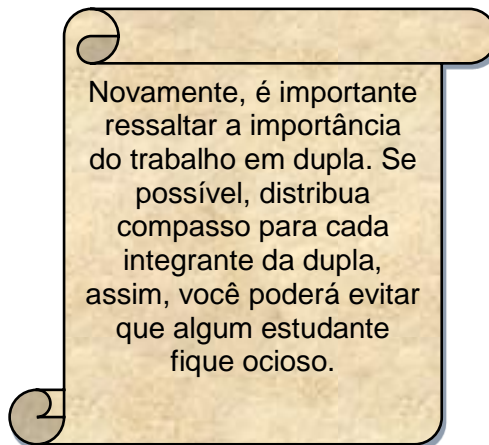 Novamente, é importante
ressaltar a importância
do trabalho em dupla. Se
possível, distribua
compasso para cada
integrante da dupla,
assim, você poderá evitar
que algum estudante
fique ocioso.